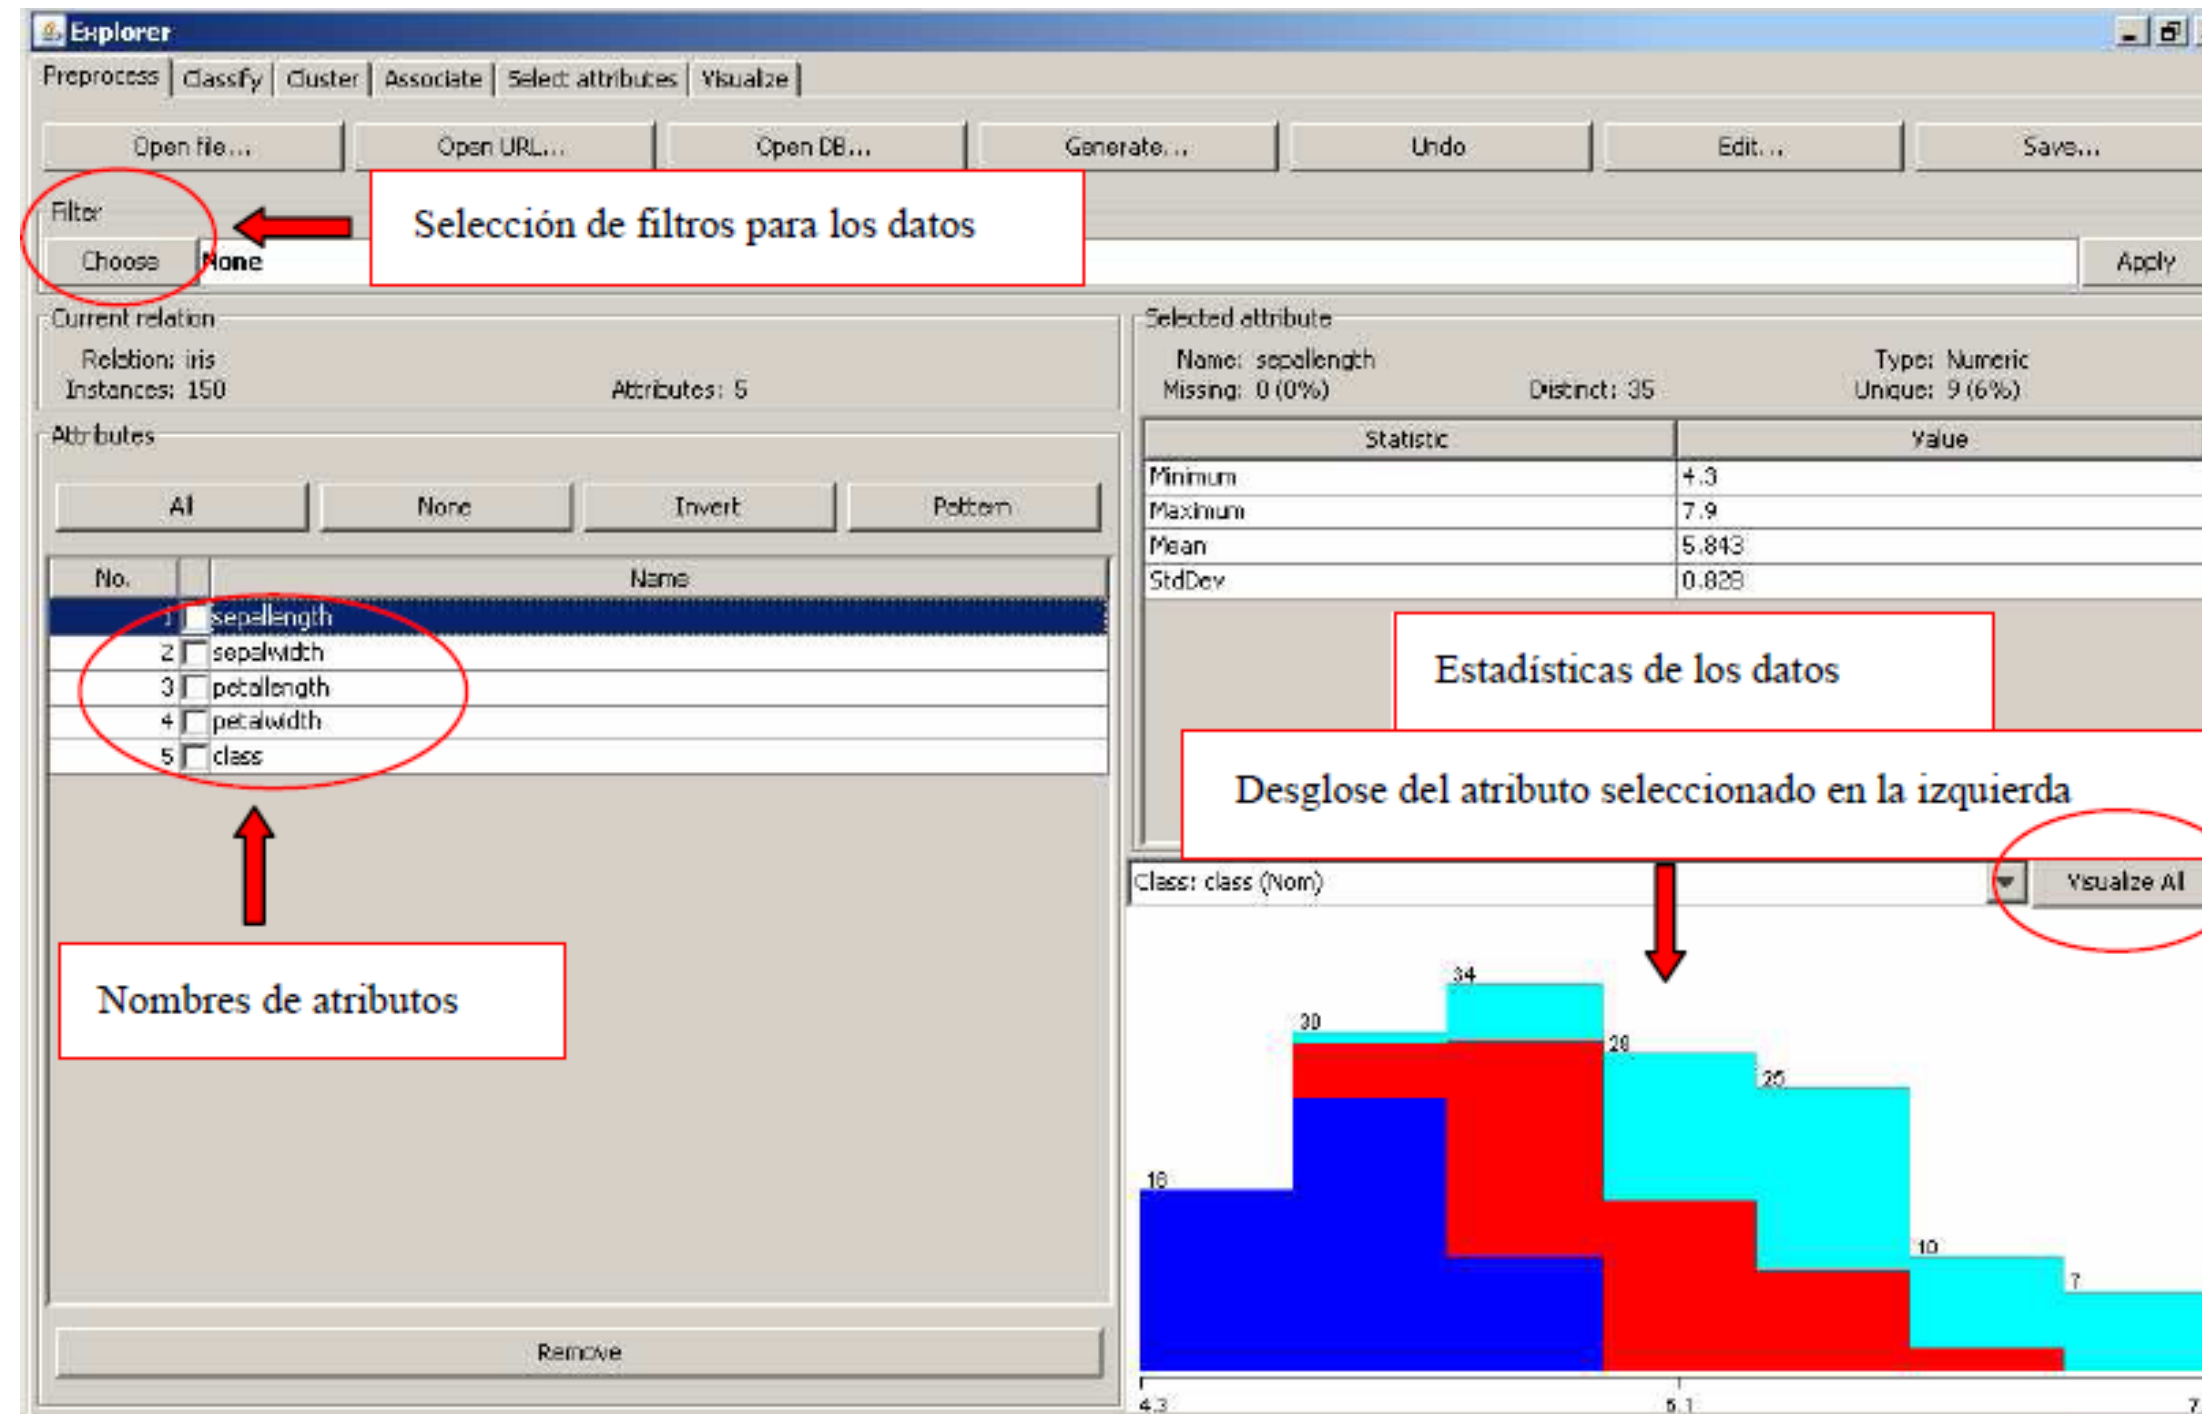 Explorer
Preprocess Classify Cluster Associate Select attributes Visualize
Open file... Open URL... Open DB... Generate... Undo Edit... Save...
Filter
Selección de filtros para los datos
Choose None Apply
Current relation
Relation: iris
Instances: 150 Attributes: 5
Selected attribute
Name: sepallength Type: Numeric
Missing: 0 (0%) Distinct: 35 Unique: 9 (6%)
Attributes
All None Invert Pattern
No. Name
1 sepallength
2 sepalwidth
3 petallength
4 petalwidth
5 class
Nombres de atributos
Remove
Statistic Value
Minimum 4.3
Maximum 7.9
Mean 5.843
StdDev 0.828
Estadísticas de los datos
Desglose del atributo seleccionado en la izquierda
Class: class (Nom) Visualize All
16
30
34
28
25
10
7
4.3 6.1